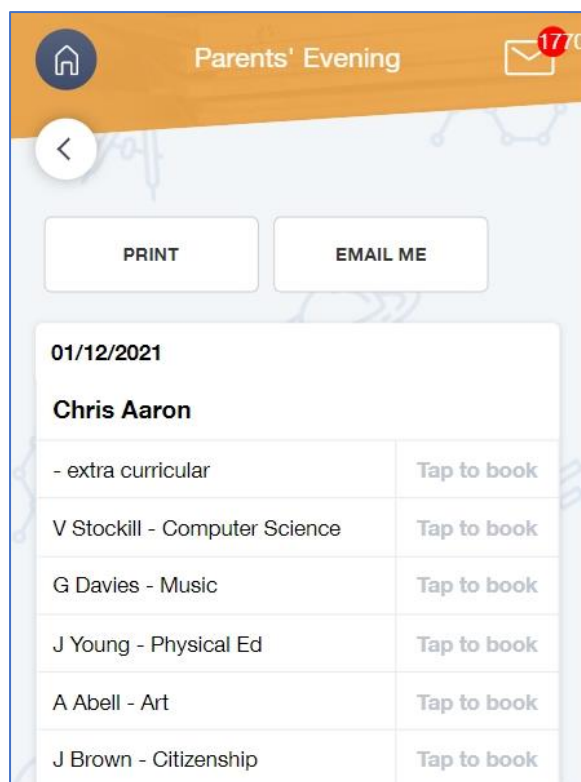 Parents' Evening
1770
PRINT
EMAIL ME
01/12/2021
Chris Aaron
- extra curricular Tap to book
V Stockill - Computer Science Tap to book
G Davies - Music Tap to book
J Young - Physical Ed Tap to book
A Abell - Art Tap to book
J Brown - Citizenship Tap to book